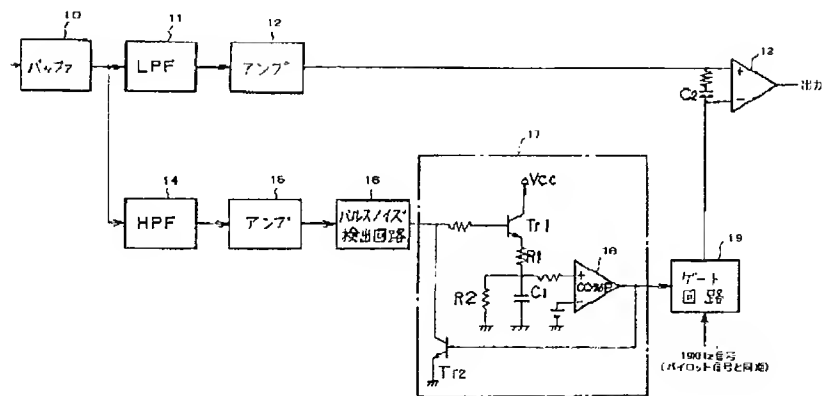 10
バッファ
11
LPF
12
アンプ
13
C2
+
-
出力
14
HPF
15
アンプ
16
パルスノイズ
検出回路
17
Vcc
Tr1
R1
R2
C1
18
COMP
+
-
Tr2
19
ゲート
回路
19KHz信号
(パイロット信号と同期)